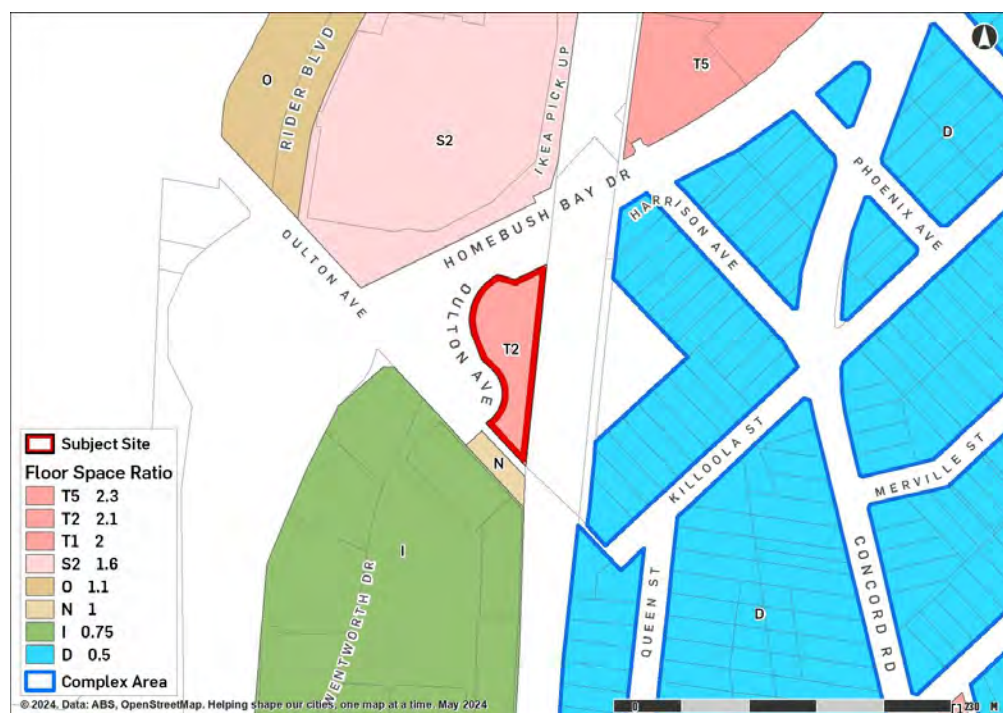 T5
O
RIDER BLVD
S2
IKEA PICK UP
D
PHOENIX AVE
HOMEBUSH BAY DR
HARRISON AVE
OULTON AVE
OULTON AVE
T2
KILLOOLA ST
MERVILLE ST
N
I
CONCORD RD
WENTWORTH DR
QUEEN ST
D
Subject Site
Floor Space Ratio
T5 2.3
T2 2.1
T1 2
S2 1.6
O 1.1
N 1
I 0.75
D 0.5
Complex Area
© 2024, Data: ABS, OpenStreetMap. Helping shape our cities, one map at a time. May 2024
0
230 M